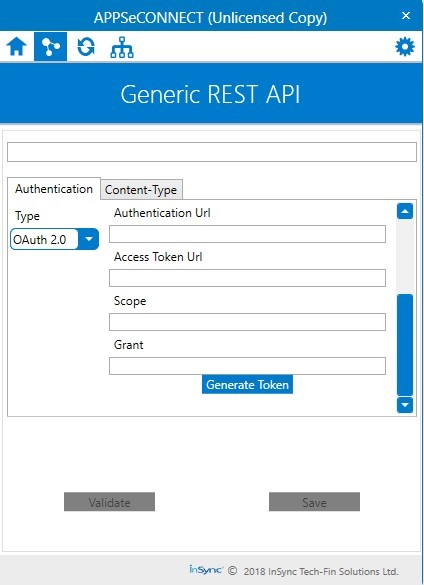 APPSeCONNECT (Unlicensed Copy) ×
Generic REST API
Authentication Content-Type
Type
OAuth 2.0
Authentication Url
Access Token Url
Scope
Grant
Generate Token
Validate Save
InSync © 2018 InSync Tech-Fin Solutions Ltd.